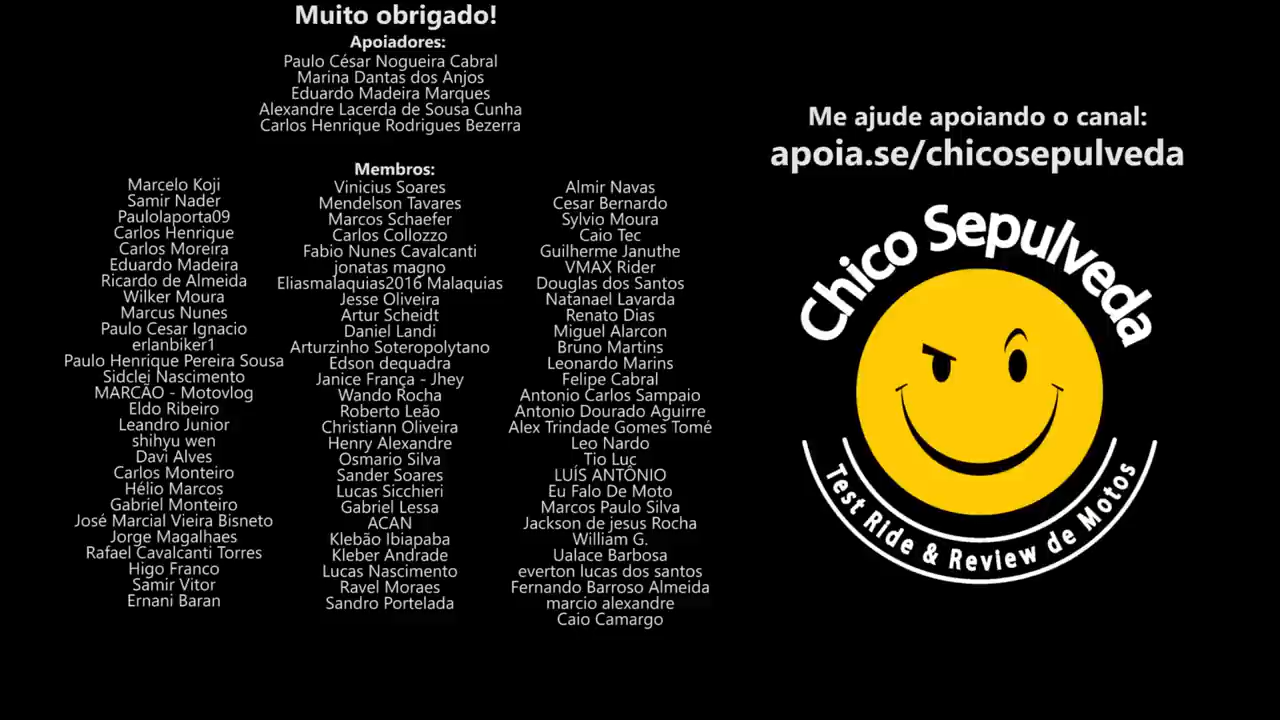 Muito obrigado!
Apoiadores:
Paulo César Nogueira Cabral
Marina Dantas dos Anjos
Eduardo Madeira Marques
Alexandre Lacerda de Sousa Cunha
Carlos Henrique Rodrigues Bezerra
Membros:
Marcelo Koji
Samir Nader
Paulolaporta09
Carlos Henrique
Carlos Moreira
Eduardo Madeira
Ricardo de Almeida
Wilker Moura
Marcus Nunes
Paulo Cesar Ignacio
erlanbiker1
Paulo Henrique Pereira Sousa
Sidclei Nascimento
MARCÃO - Motovlog
Eldo Ribeiro
Leandro Junior
shihyu wen
Davi Alves
Carlos Monteiro
Hélio Marcos
Gabriel Monteiro
José Marcial Vieira Bisneto
Jorge Magalhaes
Rafael Cavalcanti Torres
Higo Franco
Samir Vitor
Ernani Baran
Vinicius Soares
Mendelson Tavares
Marcos Schaefer
Carlos Collozzo
Fabio Nunes Cavalcanti
jonatas magno
Eliasmalaquias2016 Malaquias
Jesse Oliveira
Artur Scheidt
Daniel Landi
Arturzinho Soteropolytano
Edson dequadra
Janice França - Jhey
Wando Rocha
Roberto Leão
Christiann Oliveira
Henry Alexandre
Osmario Silva
Sander Soares
Lucas Sicchieri
Gabriel Lessa
ACAN
Klebão Ibiapaba
Kleber Andrade
Lucas Nascimento
Ravel Moraes
Sandro Portelada
Almir Navas
Cesar Bernardo
Sylvio Moura
Caio Tec
Guilherme Januthe
VMAX Rider
Douglas dos Santos
Natanael Lavarda
Renato Dias
Miguel Alarcon
Bruno Martins
Leonardo Marins
Felipe Cabral
Antonio Carlos Sampaio
Antonio Dourado Aguirre
Alex Trindade Gomes Tomé
Leo Nardo
Tio Luc
LUÍS ANTÔNIO
Eu Falo De Moto
Marcos Paulo Silva
Jackson de jesus Rocha
William G.
Ualace Barbosa
everton lucas dos santos
Fernando Barroso Almeida
marcio alexandre
Caio Camargo
Me ajude apoiando o canal:
apoia.se/chicosepulveda
Chico Sepulveda
Test Ride & Review de Motos